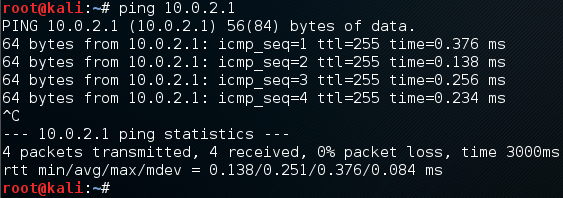 root@kali:~# ping 10.0.2.1
PING 10.0.2.1 (10.0.2.1) 56(84) bytes of data.
64 bytes from 10.0.2.1: icmp_seq=1 ttl=255 time=0.376 ms
64 bytes from 10.0.2.1: icmp_seq=2 ttl=255 time=0.138 ms
64 bytes from 10.0.2.1: icmp_seq=3 ttl=255 time=0.256 ms
64 bytes from 10.0.2.1: icmp_seq=4 ttl=255 time=0.234 ms
^C
--- 10.0.2.1 ping statistics ---
4 packets transmitted, 4 received, 0% packet loss, time 3000ms
rtt min/avg/max/mdev = 0.138/0.251/0.376/0.084 ms
root@kali:~#